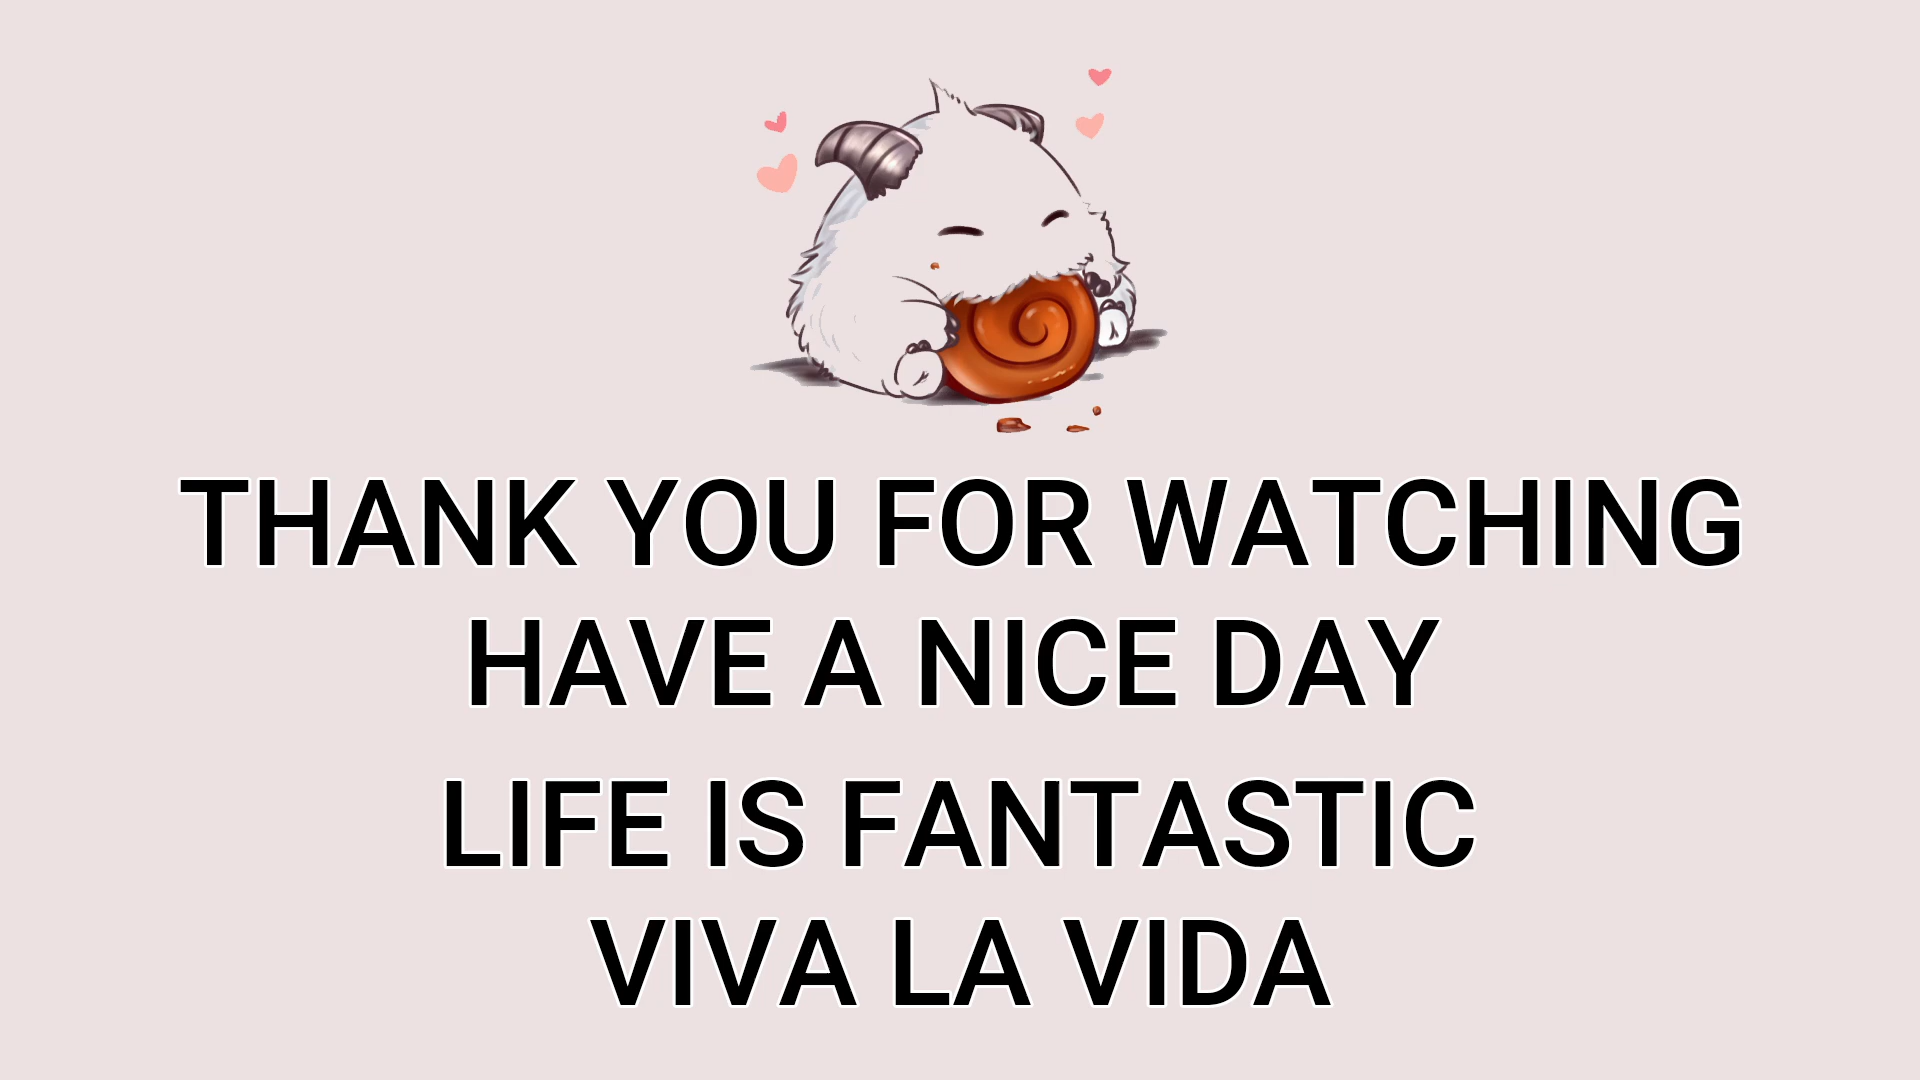 THANK YOU FOR WATCHING
HAVE A NICE DAY
LIFE IS FANTASTIC
VIVA LA VIDA